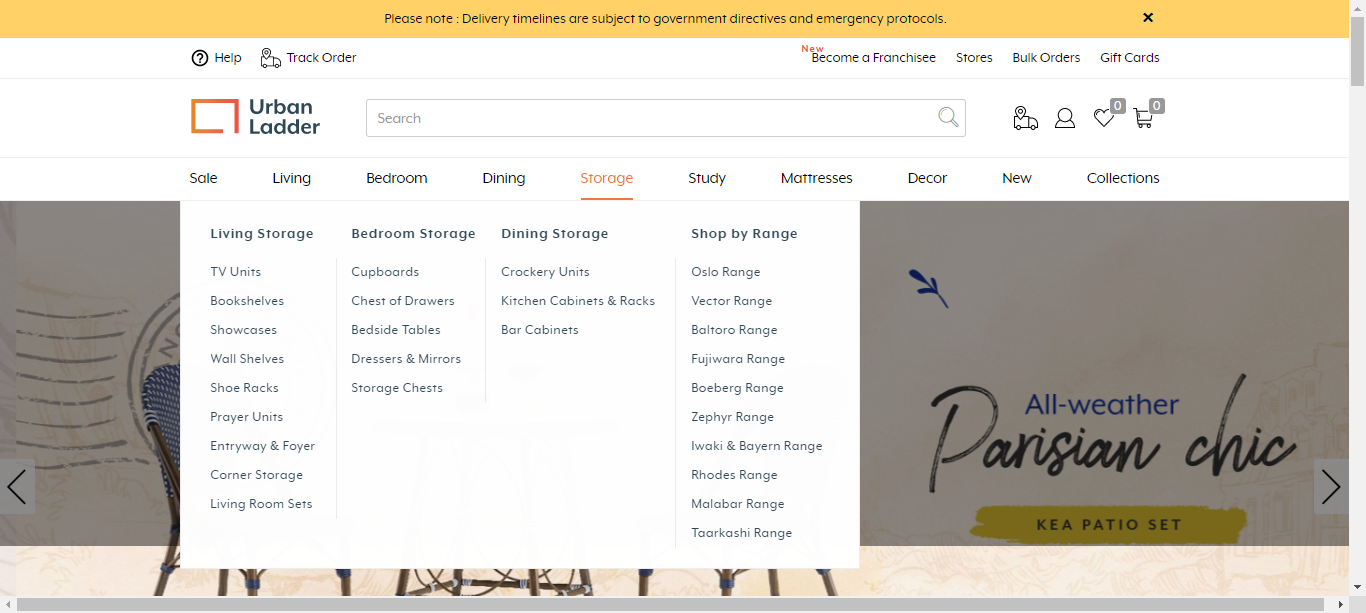 Please note : Delivery timelines are subject to government directives and emergency protocols.
Help
Track Order
New
Become a Franchisee
Stores
Bulk Orders
Gift Cards
Urban
Ladder
Search
0
0
Sale
Living
Bedroom
Dining
Storage
Study
Mattresses
Decor
New
Collections
Living Storage
TV Units
Bookshelves
Showcases
Wall Shelves
Shoe Racks
Prayer Units
Entryway & Foyer
Corner Storage
Living Room Sets
Bedroom Storage
Cupboards
Chest of Drawers
Bedside Tables
Dressers & Mirrors
Storage Chests
Dining Storage
Crockery Units
Kitchen Cabinets & Racks
Bar Cabinets
Shop by Range
Oslo Range
Vector Range
Baltoro Range
Fujiwara Range
Boeberg Range
Zephyr Range
Iwaki & Bayern Range
Rhodes Range
Malabar Range
Taarkashi Range
All-weather
Parisian chic
KEA PATIO SET